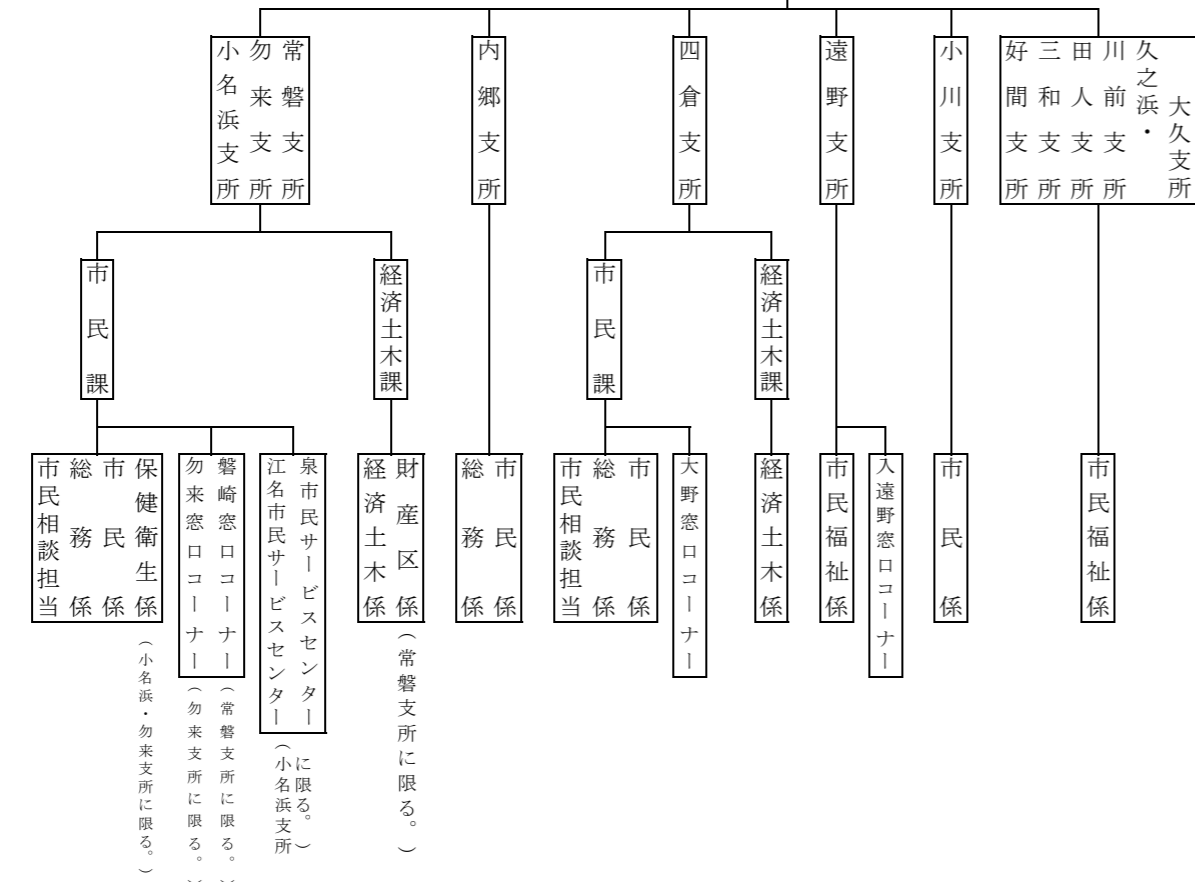 久之浜・
大久支所
川前支所
田人支所
三和支所
好間支所
小川支所
遠野支所
四倉支所
内郷支所
常磐支所
勿来支所
小名浜支所
経済土木課
市民課
経済土木課
市民課
市民福祉係
市民係
入遠野窓口コーナー
市民福祉係
経済土木係
大野窓口コーナー
市民係
総務係
市民相談担当
市民係
総務係
財産区係(常磐支所に限る。)
経済土木係
泉市民サービスセンター
江名市民サービスセンター
(小名浜支所
に限る。)
磐崎窓口コーナー(常磐支所に限る。)
勿来窓口コーナー(勿来支所に限る。)
保健衛生係(小名浜・勿来支所に限る。)
市民係
総務係
市民相談担当